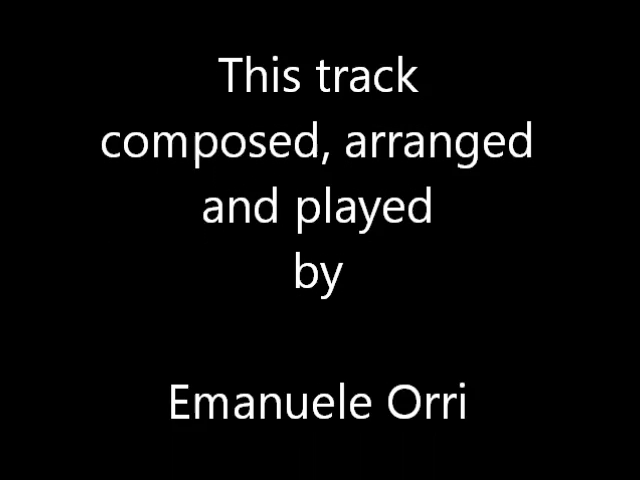 This track
composed, arranged
and played
by
Emanuele Orri